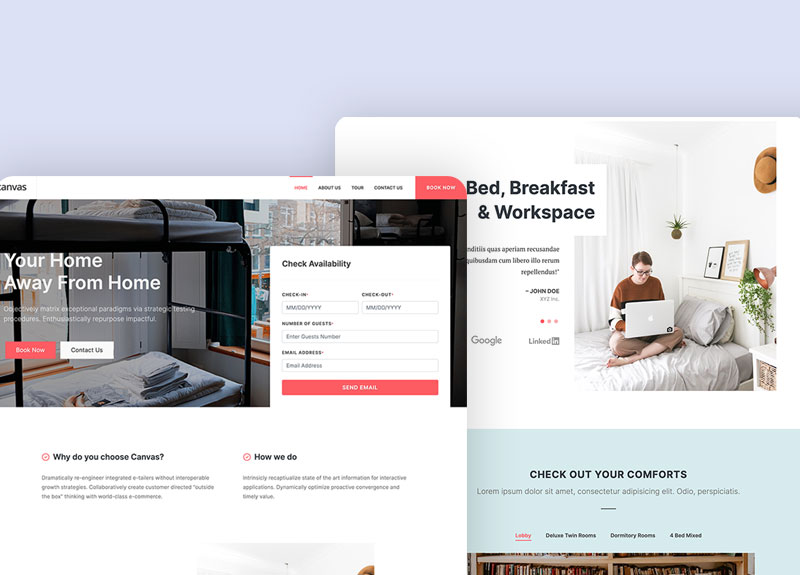 canvas
HOME ABOUT US TOUR CONTACT US BOOK NOW
Your Home
Away From Home
Objectively matrix exceptional paradigms via strategic testing
procedures. Enthusiastically repurpose impactful.
Book Now Contact Us
Check Availability
CHECK-IN* CHECK-OUT*
MM/DD/YYYY MM/DD/YYYY
NUMBER OF GUESTS*
Enter Guests Number
EMAIL ADDRESS*
Email Address
SEND EMAIL
Why do you choose Canvas?
Dramatically re-engineer integrated e-tailers without interoperable
growth strategies. Collaboratively create customer directed "outside
the box" thinking with world-class e-commerce.
How we do
Intrinsicly recaptiualize state of the art information for interactive
applications. Dynamically optimize proactive convergence and
timely value.
Bed, Breakfast
& Workspace
nditiis quas aperiam recusandae
quibusdam cum libero illo rerum
repellendus!"
– JOHN DOE
XYZ Inc.
Google LinkedIn
CHECK OUT YOUR COMFORTS
Lorem ipsum dolor sit amet, consectetur adipisicing elit. Odio, perspiciatis.
Lobby Deluxe Twin Rooms Dormitory Rooms 4 Bed Mixed